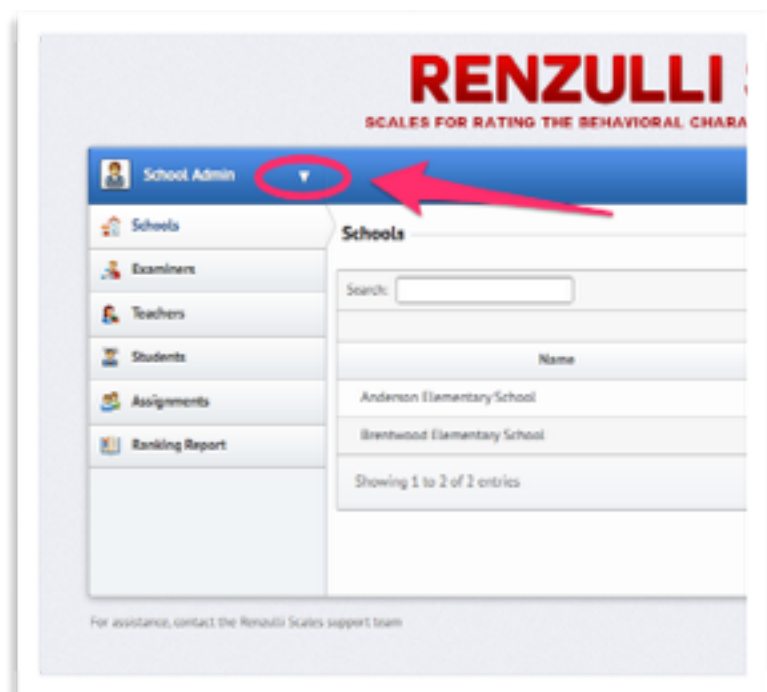 RENZULLI
SCALES FOR RATING THE BEHAVIORAL CHARA
School Admin
Schools
Examiners
Teachers
Students
Assignments
Ranking Report
Schools
Search:
Name
Anderson Elementary School
Brentwood Elementary School
Showing 1 to 2 of 2 entries
For assistance, contact the Renzulli Scales support team